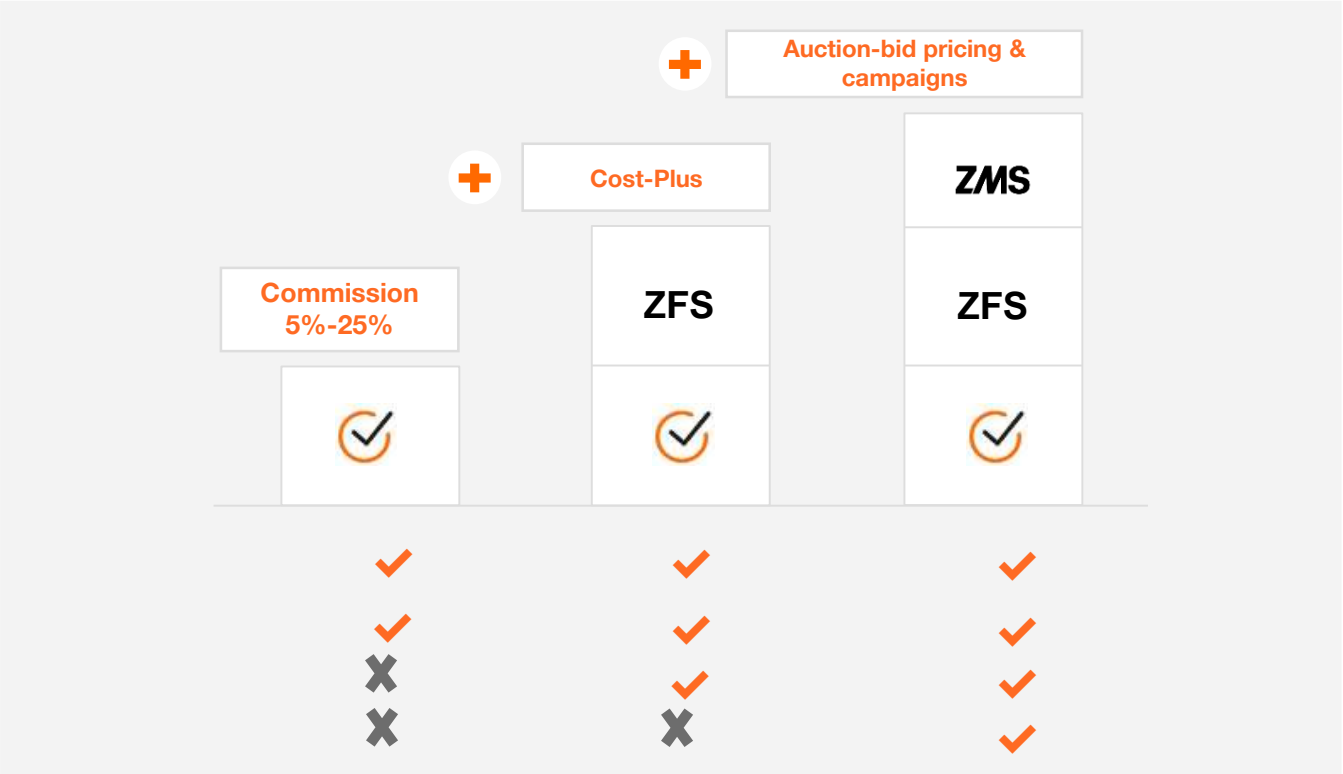 Auction-bid pricing &
campaigns
Cost-Plus
ZMS
Commission
5%-25%
ZFS
ZFS